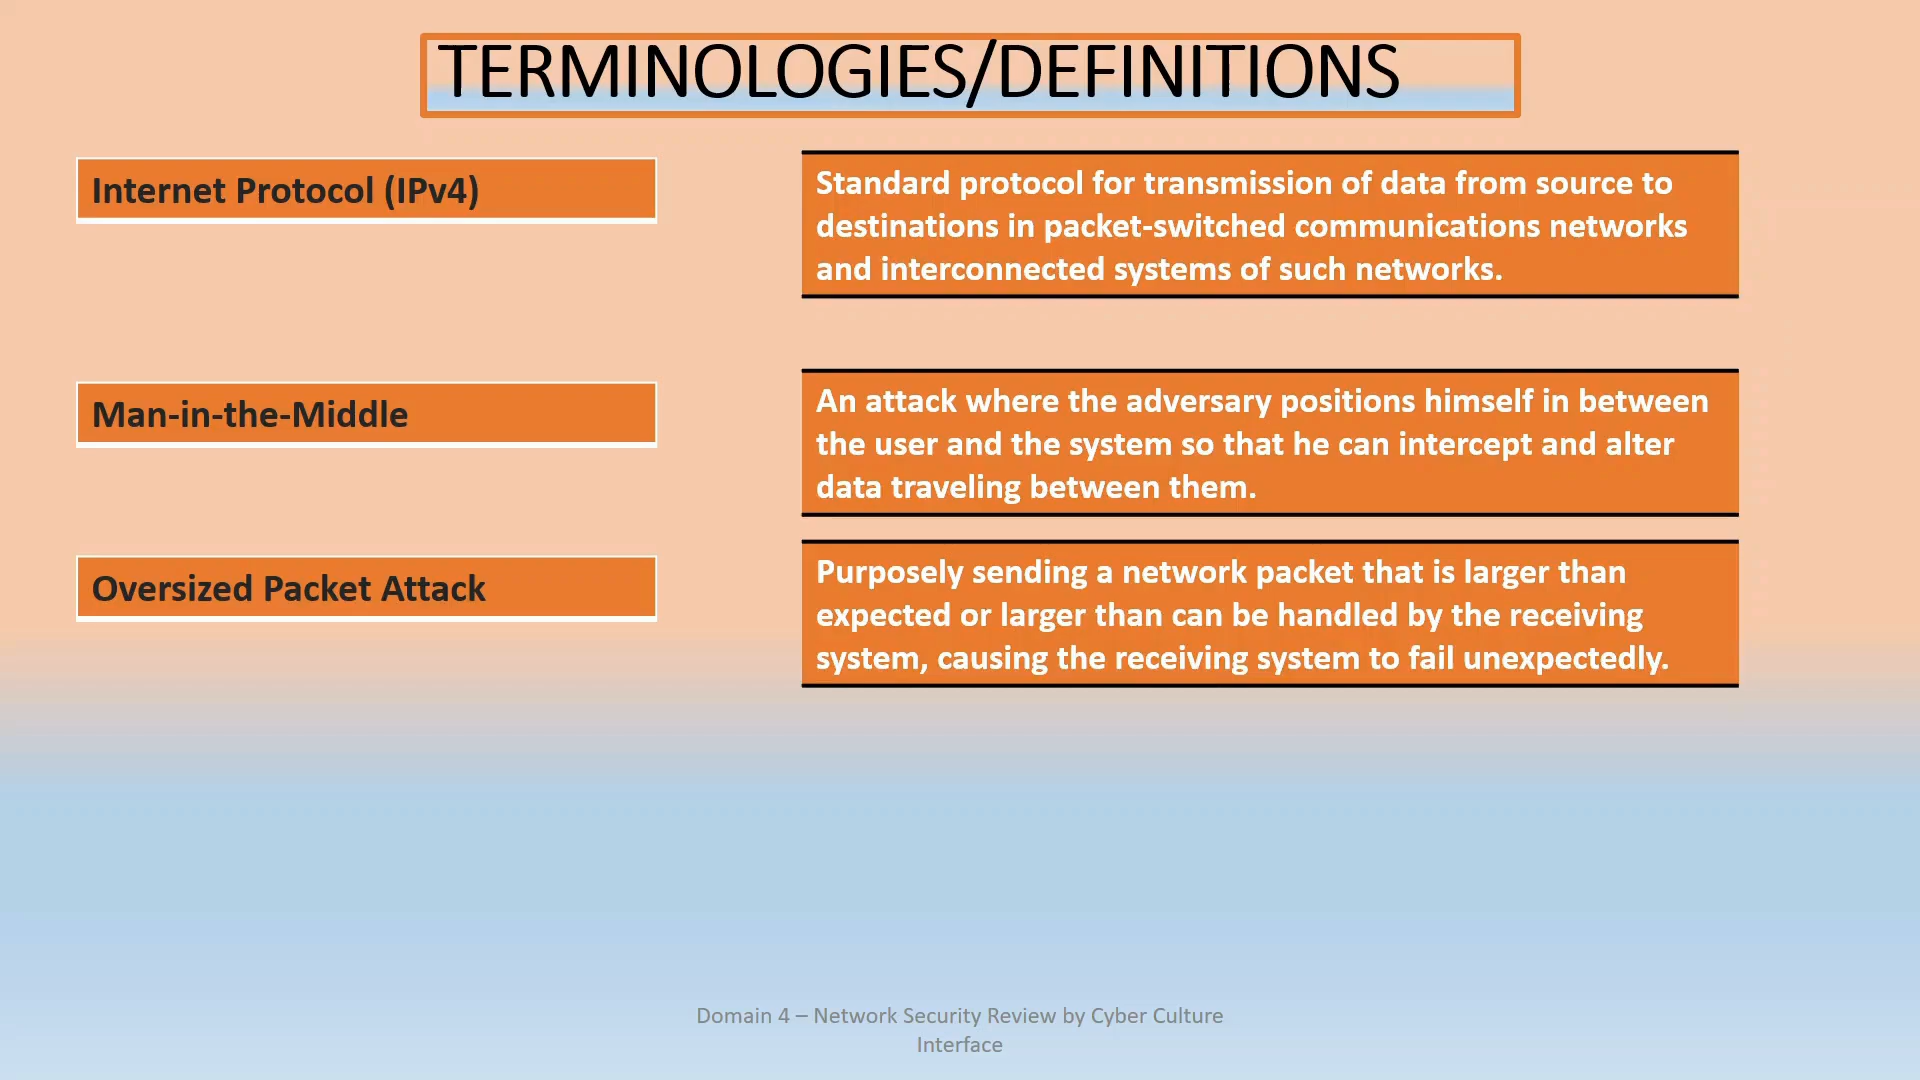 TERMINOLOGIES/DEFINITIONS
Internet Protocol (IPv4)
Standard protocol for transmission of data from source to
destinations in packet-switched communications networks
and interconnected systems of such networks.
Man-in-the-Middle
An attack where the adversary positions himself in between
the user and the system so that he can intercept and alter
data traveling between them.
Oversized Packet Attack
Purposely sending a network packet that is larger than
expected or larger than can be handled by the receiving
system, causing the receiving system to fail unexpectedly.
Domain 4 – Network Security Review by Cyber Culture
Interface